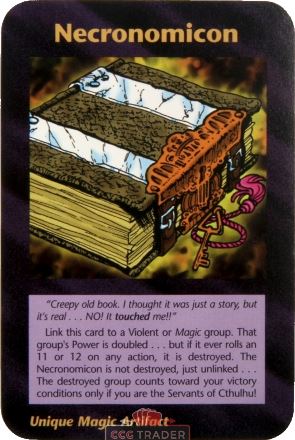 Necronomicon
"Creepy old book. I thought it was just a story, but
it's real . . . NO! It touched me!!"
Link this card to a Violent or Magic group. That
group's Power is doubled . . . but if it ever rolls an
11 or 12 on any action, it is destroyed. The
Necronomicon is not destroyed, just unlinked . . .
The destroyed group counts toward your victory
conditions only if you are the Servants of Cthulhu!
Unique Magic Artifact
CCG TRADER